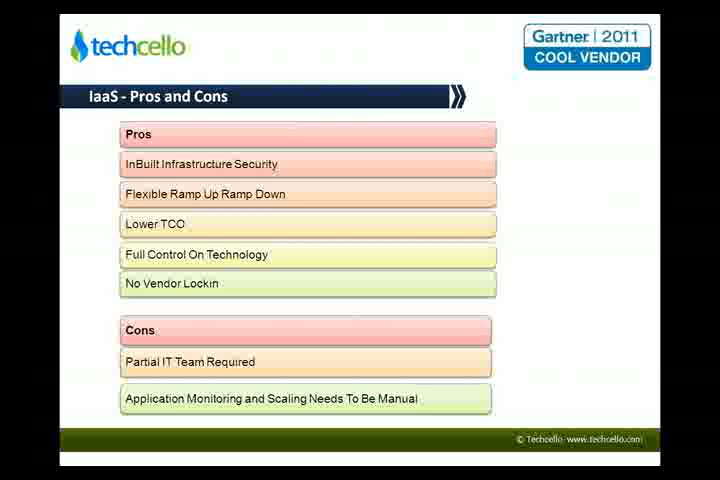 techcello
Gartner | 2011
COOL VENDOR
IaaS - Pros and Cons
Pros
InBuilt Infrastructure Security
Flexible Ramp Up Ramp Down
Lower TCO
Full Control On Technology
No Vendor Lockin
Cons
Partial IT Team Required
Application Monitoring and Scaling Needs To Be Manual
© Techcello www.techcello.com